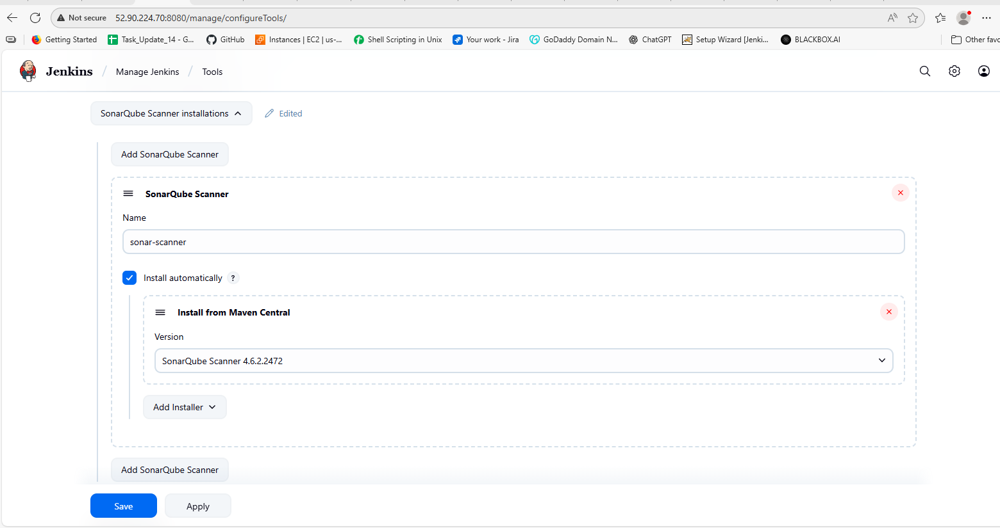 Not secure 52.90.224.70:8080/manage/configureTools/
Getting Started Task_Update_14 - G... GitHub Instances | EC2 | us-... Shell Scripting in Unix Your work - Jira GoDaddy Domain N... ChatGPT Setup Wizard [Jenki... BLACKBOX.AI Other favo
Jenkins / Manage Jenkins / Tools
SonarQube Scanner installations Edited
Add SonarQube Scanner
SonarQube Scanner
Name
sonar-scanner
Install automatically ?
Install from Maven Central
Version
SonarQube Scanner 4.6.2.2472
Add Installer
Add SonarQube Scanner
Save Apply